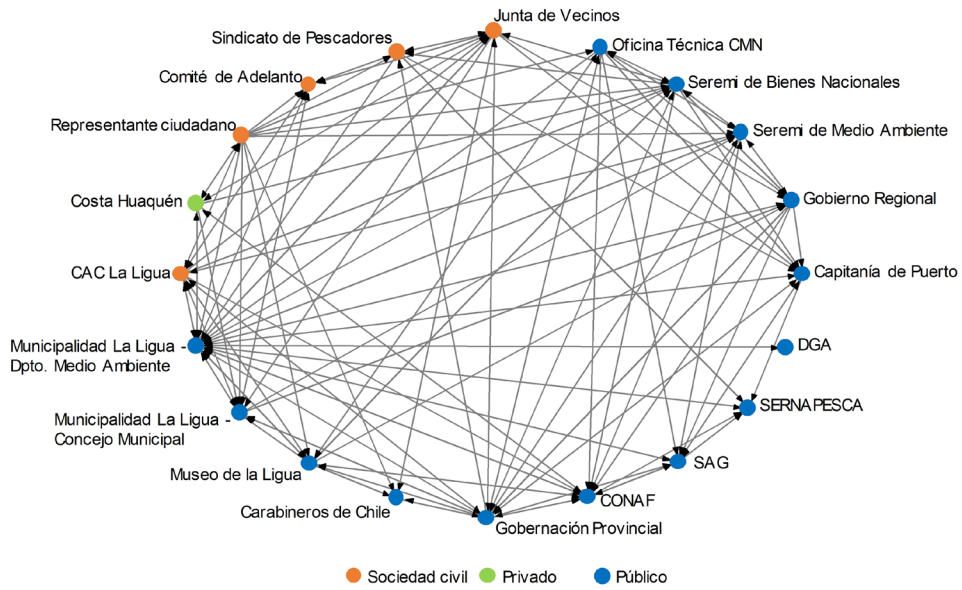 Junta de Vecinos
Sindicato de Pescadores
Oficina Técnica CMN
Comité de Adelanto
Seremi de Bienes Nacionales
Representante ciudadano
Seremi de Medio Ambiente
Costa Huaquén
Gobierno Regional
CAC La Ligua
Capitanía de Puerto
Municipalidad La Ligua -
Dpto. Medio Ambiente
DGA
SERNAPESCA
Municipalidad La Ligua -
Concejo Municipal
SAG
Museo de la Ligua
CONAF
Carabineros de Chile
Gobernación Provincial
Sociedad civil
Privado
Público